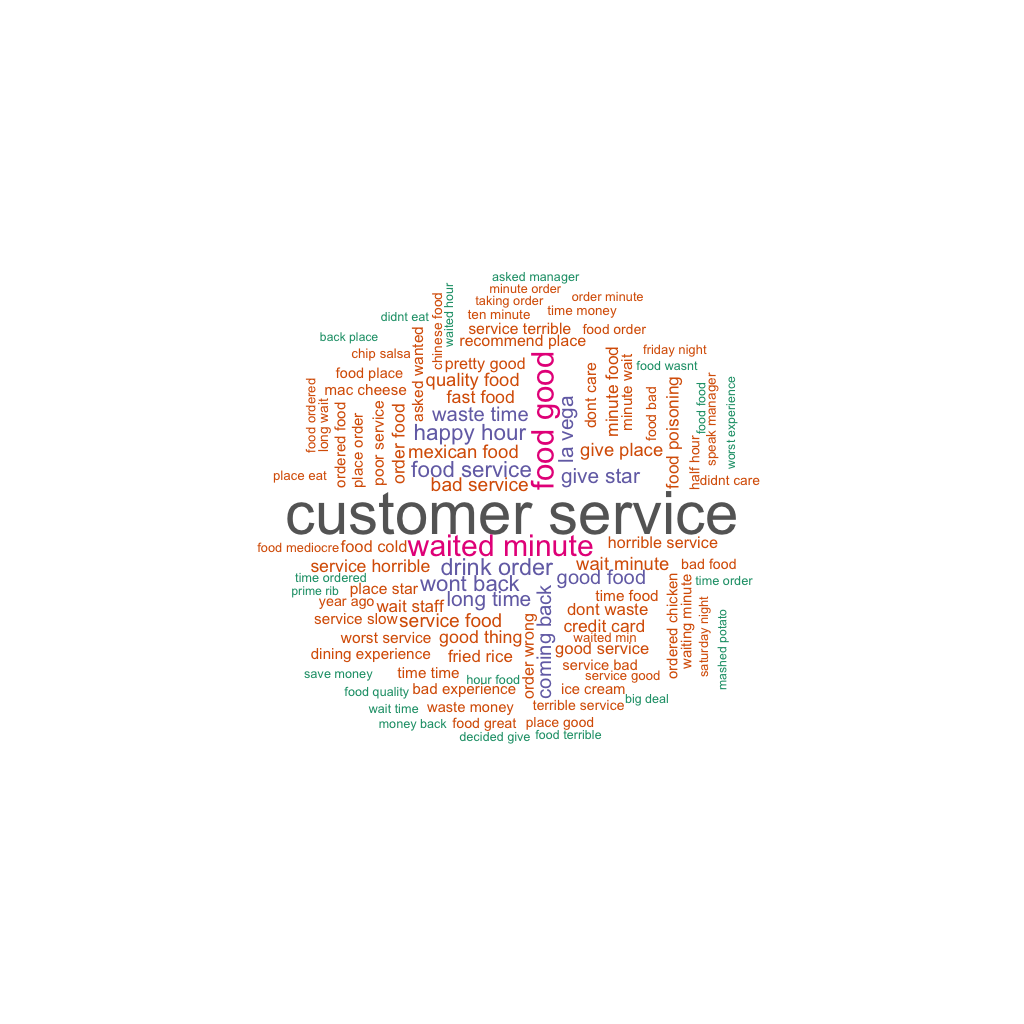 asked manager
minute order
taking order
order minute
didnt eat
chinese food
waited hour
ten minute
time money
back place
asked wanted
service terrible
food order
recommend place
chip salsa
pretty good
food good
friday night
food place
quality food
dont care
minute food
minute wait
food wasnt
mac cheese
fast food
la vega
food bad
food poisoning
food food
speak manager
worst experience
food ordered
long wait
ordered food
place order
poor service
order food
waste time
happy hour
mexican food
give place
half hour
place eat
food service
give star
didnt care
bad service
customer service
food mediocre
food cold
waited minute
horrible service
service horrible
drink order
wait minute
bad food
time ordered
wont back
good food
time order
prime rib
place star
long time
coming back
time food
ordered chicken
waiting minute
saturday night
mashed potato
year ago
wait staff
dont waste
service slow
service food
order wrong
credit card
worst service
good thing
waited min
good service
dining experience
fried rice
service bad
save money
time time
hour food
service good
food quality
bad experience
ice cream
big deal
wait time
waste money
terrible service
money back
food great
place good
decided give
food terrible